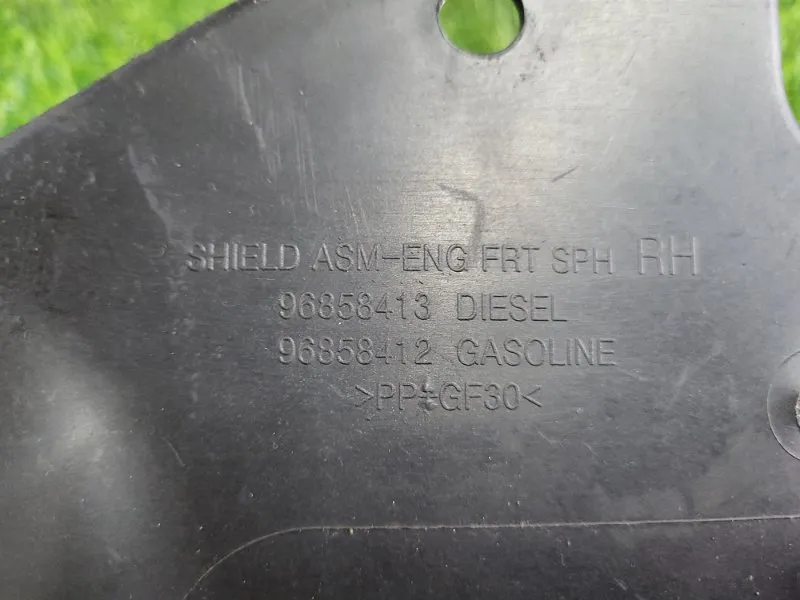 SHIELD ASM-ENG FRT SPH RH
96858413 DIESEL
96858412 GASOLINE
>PP+GF30<